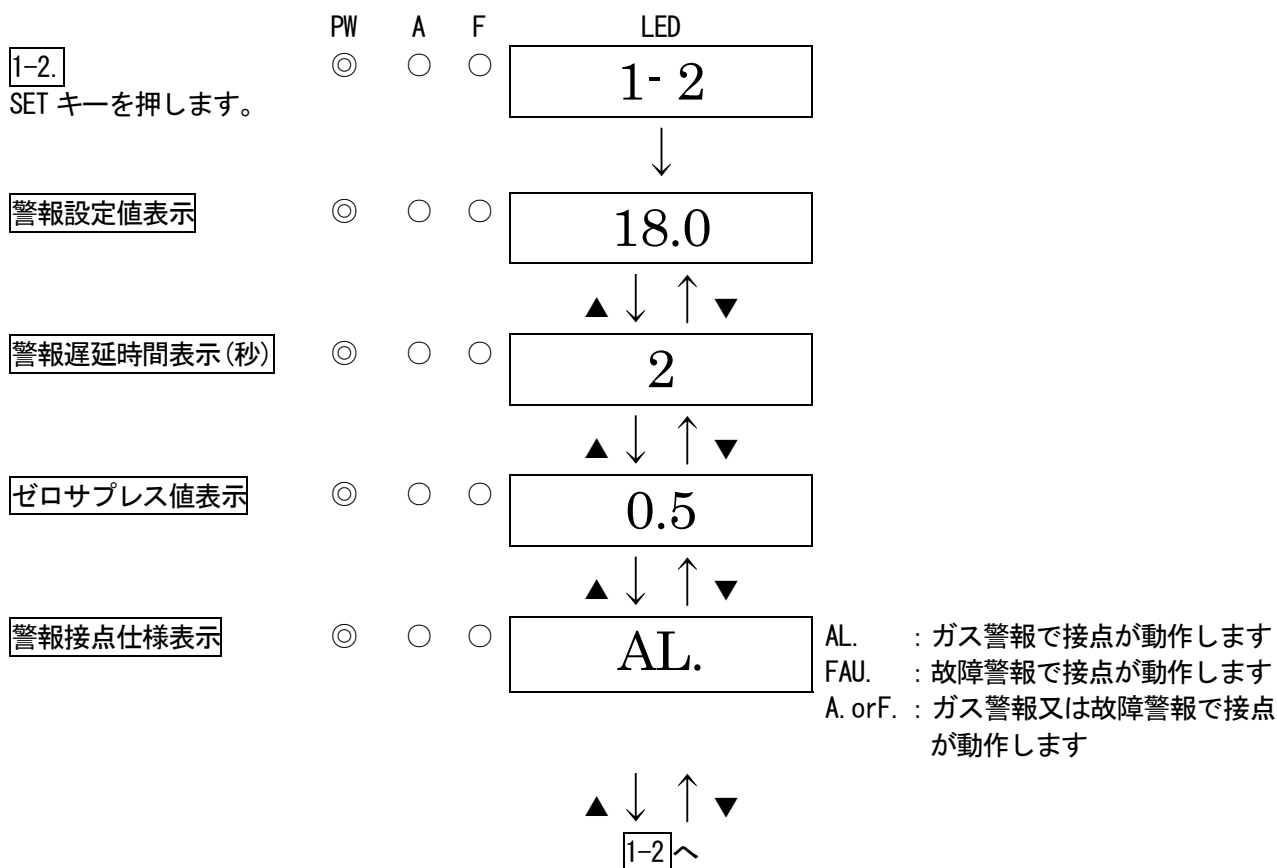 PW A F LED
1-2. ◎ ○ ○ 1- 2
SET キーを押します。
↓
警報設定値表示 ◎ ○ ○ 18.0
▲ ↓ ↑ ▼
警報遅延時間表示(秒) ◎ ○ ○ 2
▲ ↓ ↑ ▼
ゼロサプレス値表示 ◎ ○ ○ 0.5
▲ ↓ ↑ ▼
警報接点仕様表示 ◎ ○ ○ AL.
AL. :ガス警報で接点が動作します
FAU. :故障警報で接点が動作します
A.orF. :ガス警報又は故障警報で接点
が動作します
▲ ↓ ↑ ▼
1-2 へ